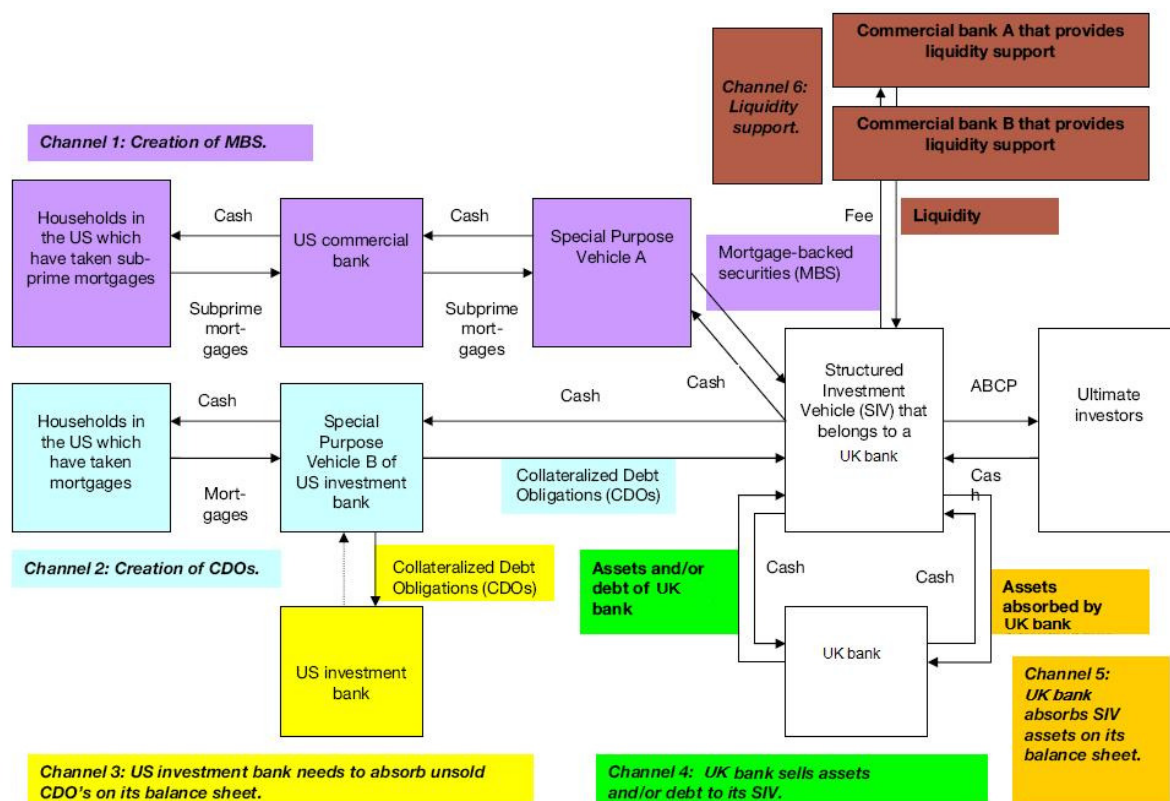 Channel 6:
Liquidity
support.
Commercial bank A that provides
liquidity support
Commercial bank B that provides
liquidity support
Channel 1: Creation of MBS.
Fee
Liquidity
Households in
the US which
have taken sub-
prime mortgages
Cash
Subprime
mort-
gages
US commercial
bank
Cash
Subprime
mort-
gages
Special Purpose
Vehicle A
Mortgage-backed
securities (MBS)
Cash
Households in
the US which
have taken
mortgages
Cash
Mort-
gages
Special
Purpose
Vehicle B of
US investment
bank
Cash
Collateralized Debt
Obligations (CDOs)
Structured
Investment
Vehicle (SIV) that
belongs to a
UK bank
ABCP
Cas
h
Ultimate
investors
Channel 2: Creation of CDOs.
Collateralized Debt
Obligations (CDOs)
US investment
bank
Assets and/or
debt of UK
bank
Cash
UK bank
Cash
Assets
absorbed by
UK bank
Channel 5:
UK bank
absorbs SIV
assets on its
balance sheet.
Channel 3: US investment bank needs to absorb unsold
CDO's on its balance sheet.
Channel 4: UK bank sells assets
and/or debt to its SIV.